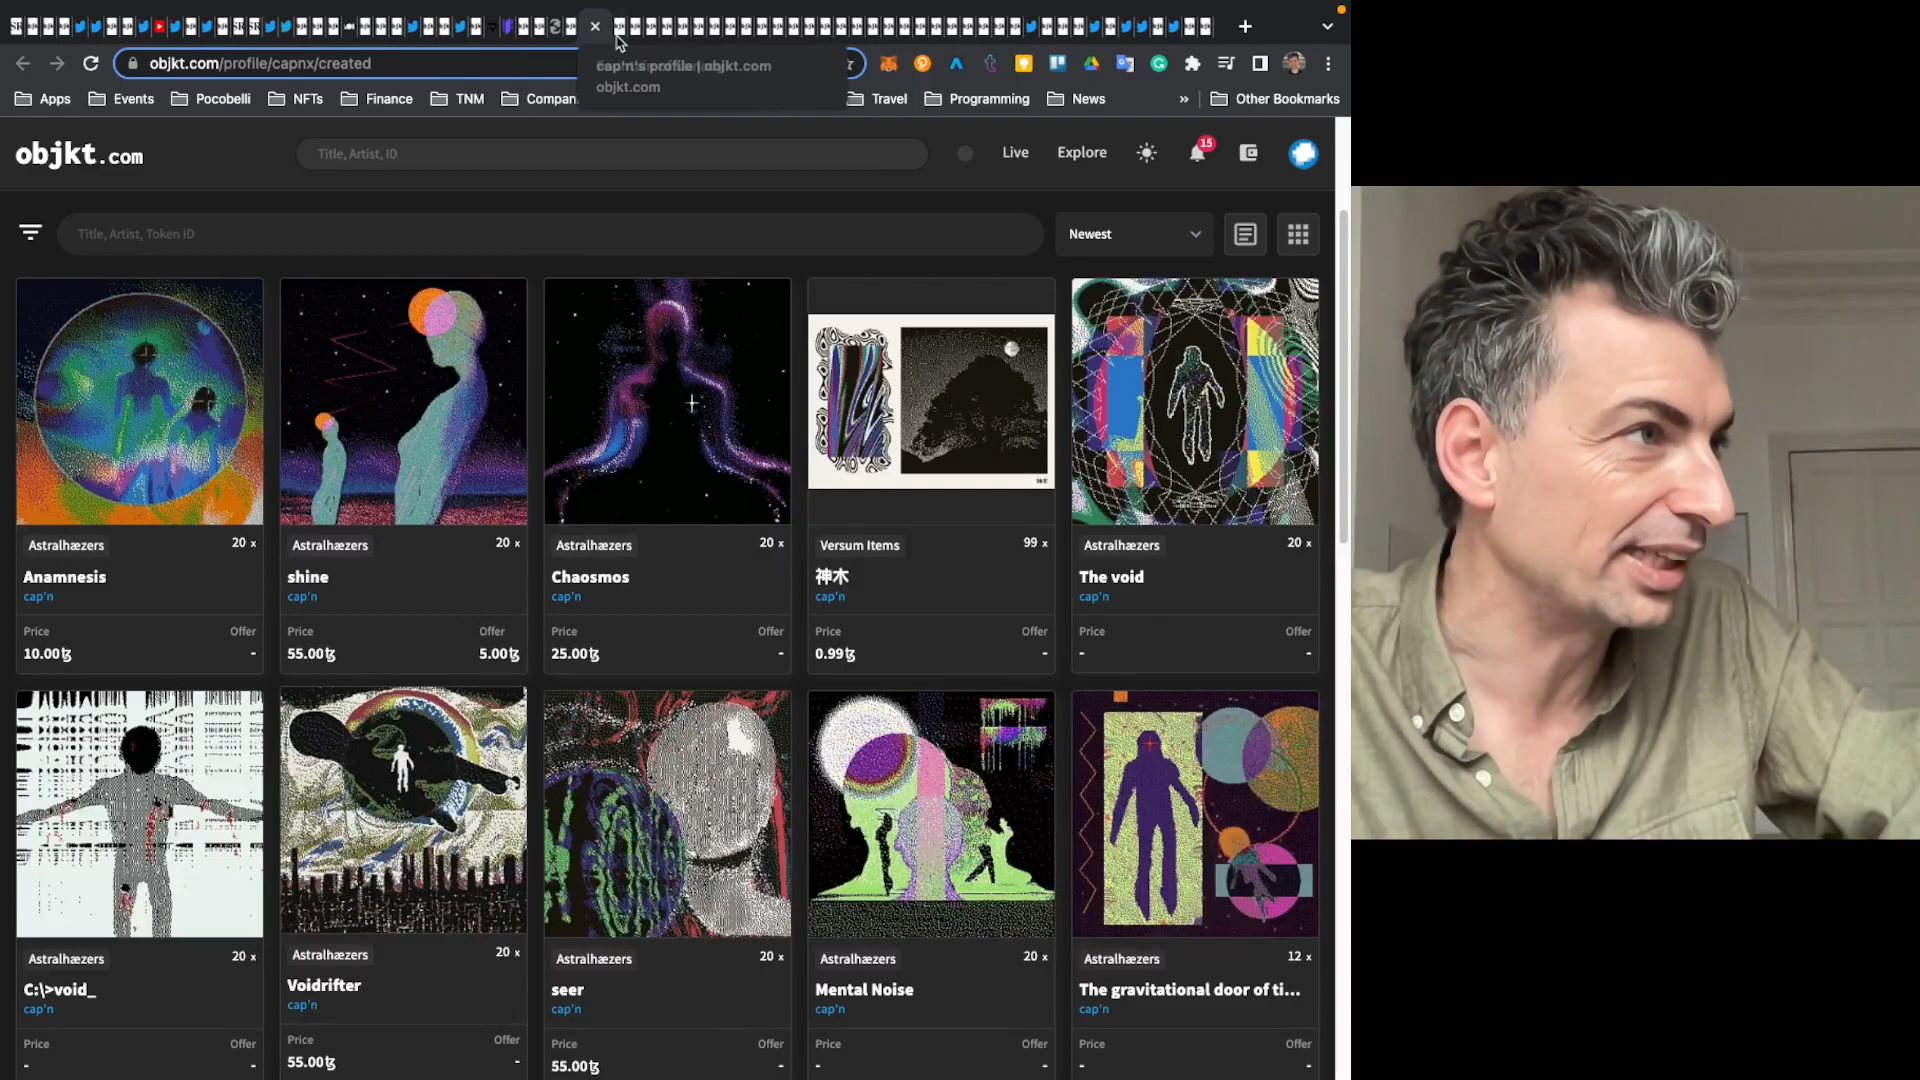 objkt.com/profile/capnx/created
cap'n's profile | objkt.com
objkt.com
Apps
Events
Pocobelli
NFTs
Finance
TNM
Travel
Programming
News
»
Other Bookmarks
objkt.com
Title, Artist, ID
Live
Explore
15
Title, Artist, Token ID
Newest
Astralhæzers 20 x
Anamnesis
cap'n
Price Offer
10.00ꜩ -
Astralhæzers 20 x
shine
cap'n
Price Offer
55.00ꜩ 5.00ꜩ
Astralhæzers 20 x
Chaosmos
cap'n
Price Offer
25.00ꜩ -
Versum Items 99 x
神木
cap'n
Price Offer
0.99ꜩ -
Astralhæzers 20 x
The void
cap'n
Price Offer
- -
Astralhæzers 20 x
C:\>void_
cap'n
Price Offer
- -
Astralhæzers 20 x
Voidrifter
cap'n
Price Offer
55.00ꜩ -
Astralhæzers 20 x
seer
cap'n
Price Offer
55.00ꜩ -
Astralhæzers 20 x
Mental Noise
cap'n
Price Offer
- -
Astralhæzers 12 x
The gravitational door of ti...
cap'n
Price Offer
- -